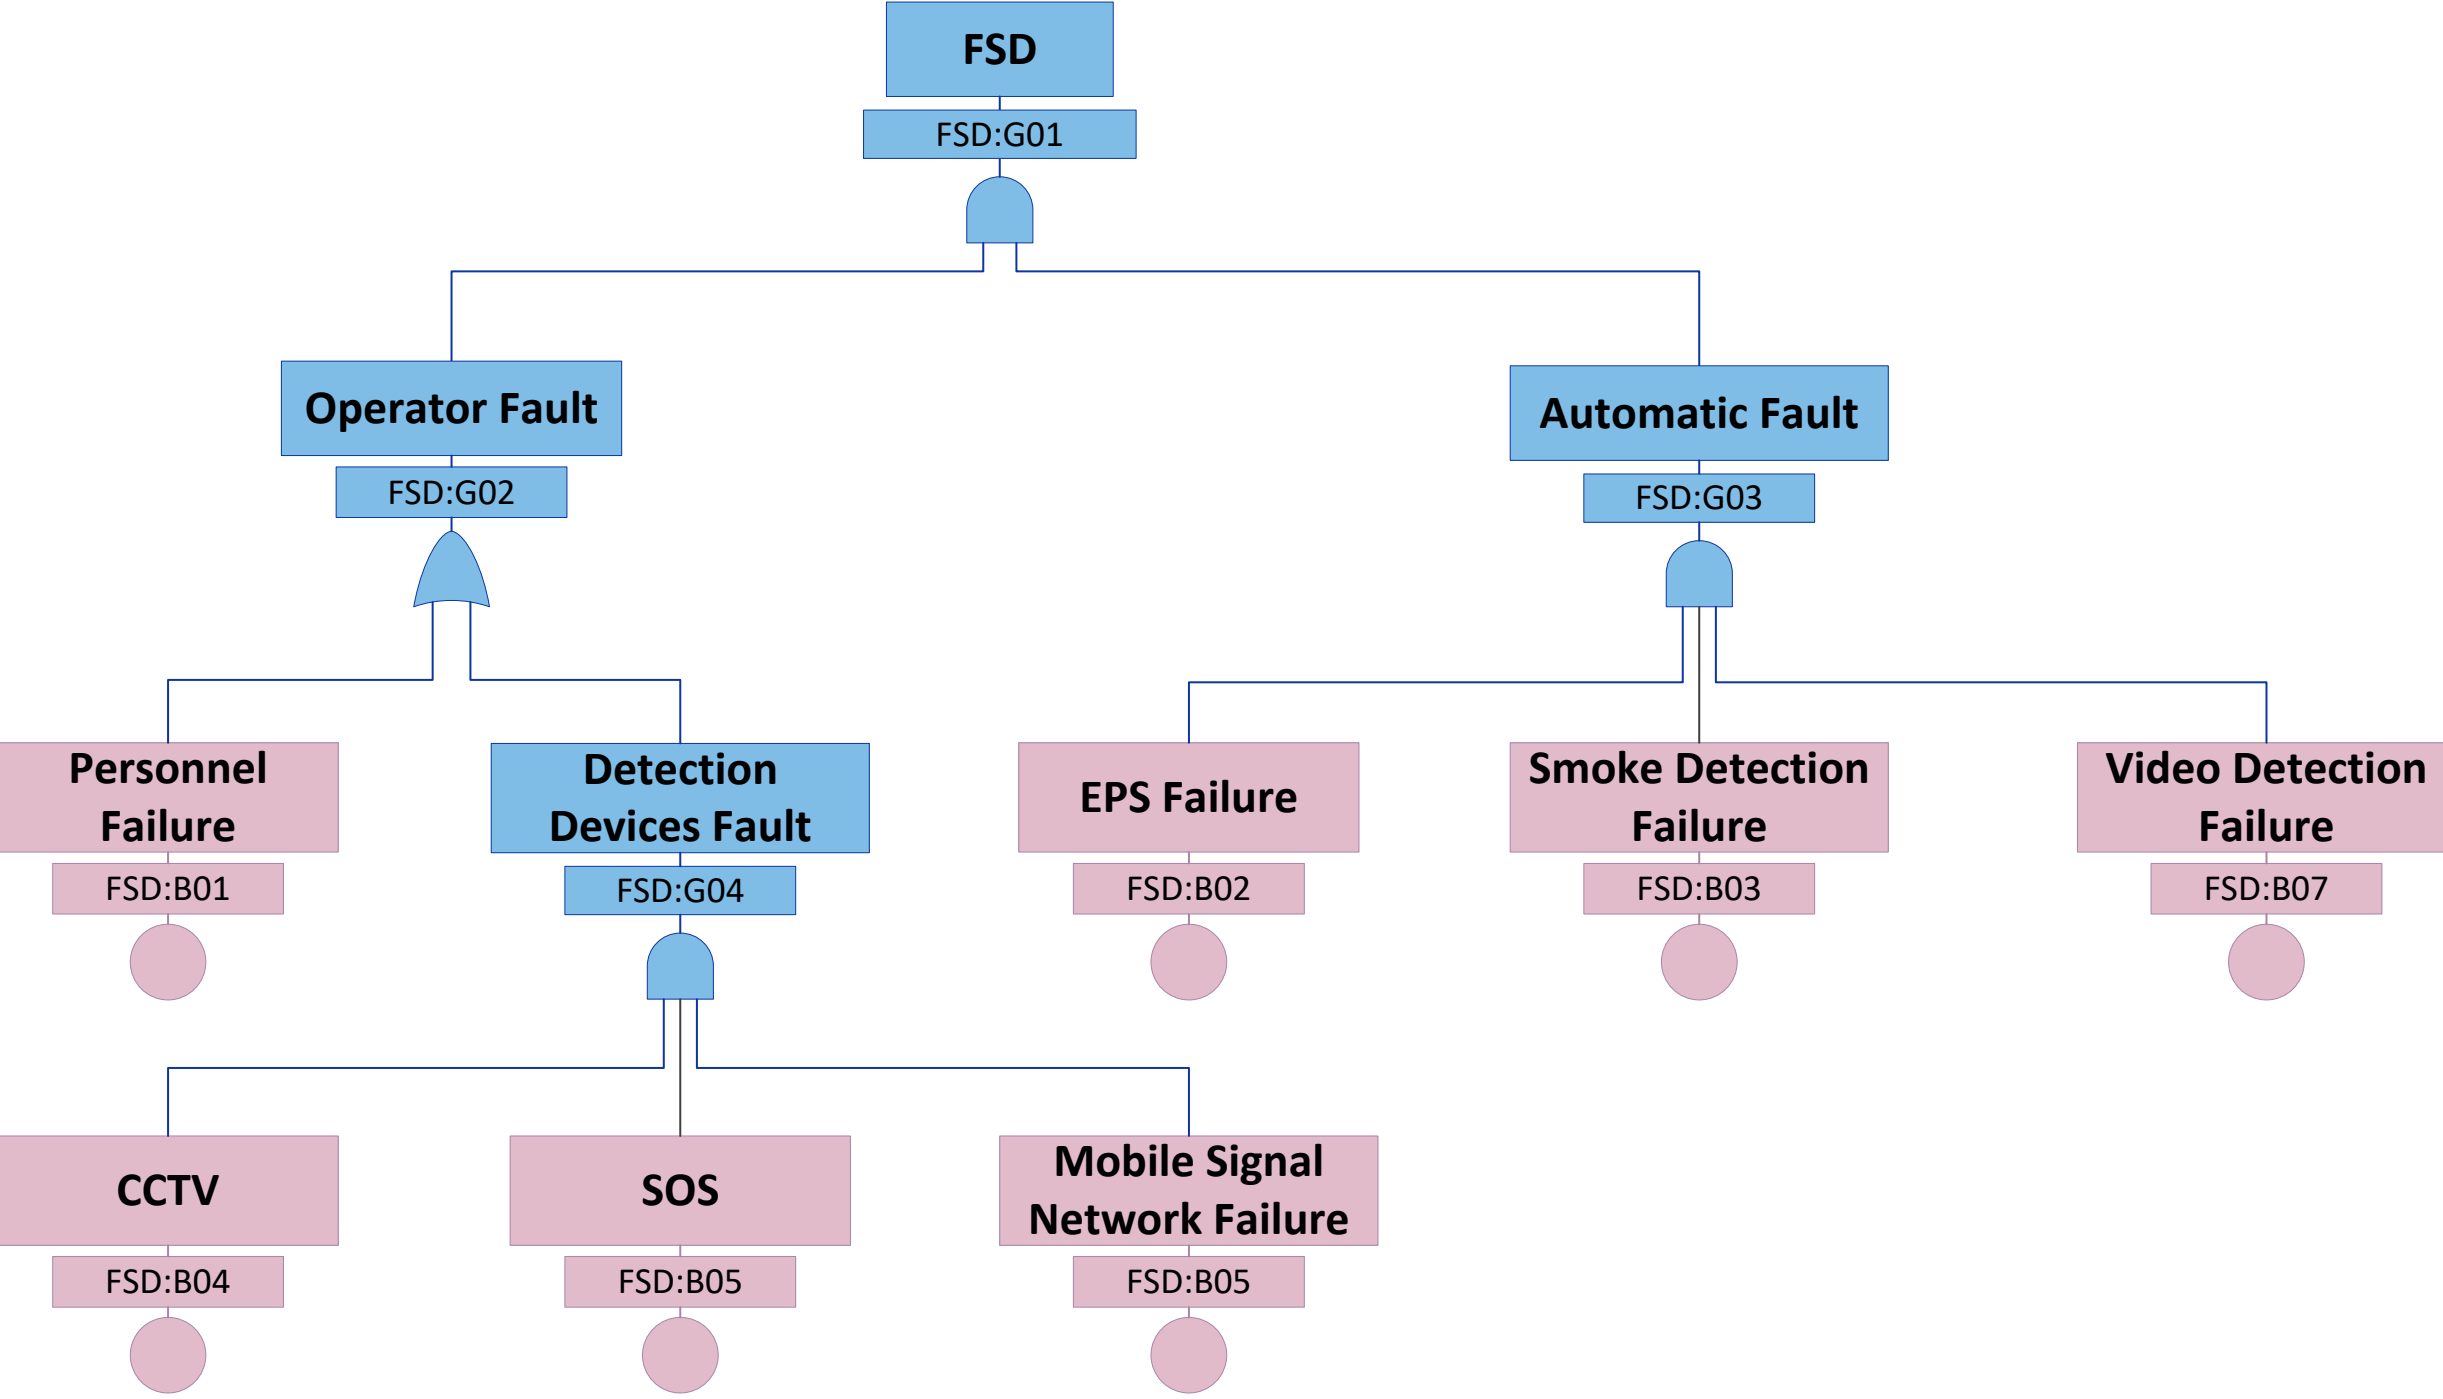 FSD
FSD:G01
Operator Fault
FSD:G02
Automatic Fault
FSD:G03
Personnel
Failure
FSD:B01
Detection
Devices Fault
FSD:G04
EPS Failure
FSD:B02
Smoke Detection
Failure
FSD:B03
Video Detection
Failure
FSD:B07
CCTV
FSD:B04
SOS
FSD:B05
Mobile Signal
Network Failure
FSD:B05